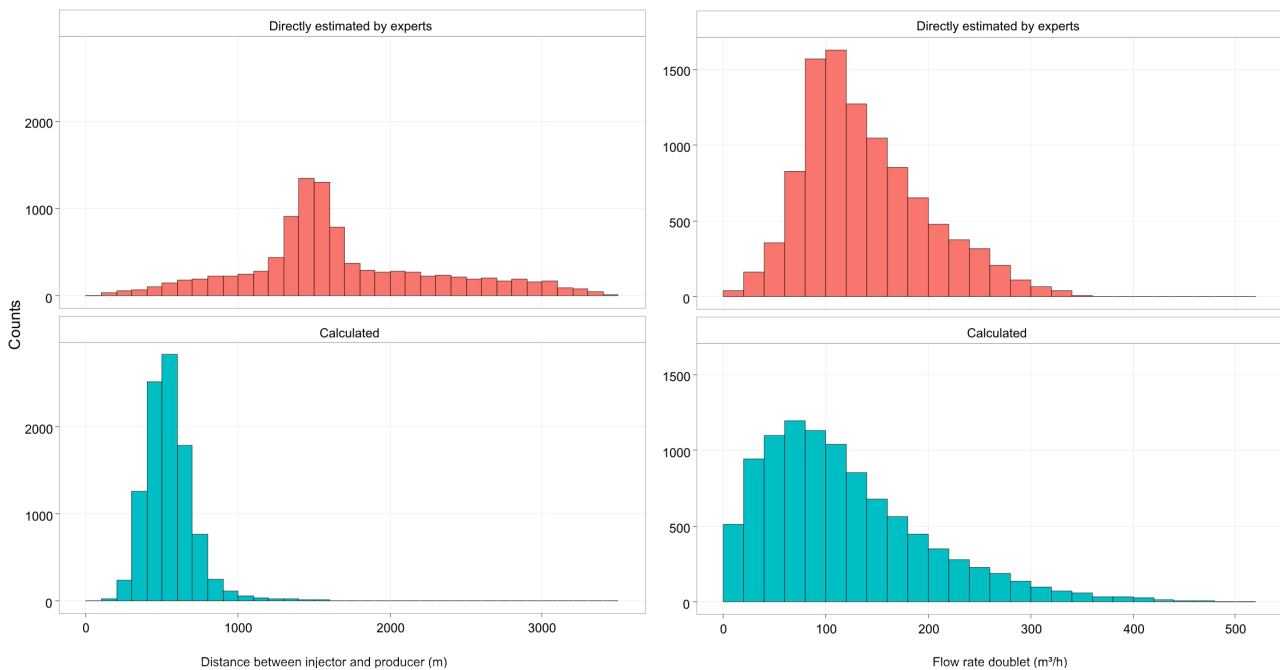 Directly estimated by experts
Directly estimated by experts
2000
1000
0
1500
1000
500
0
Counts
Calculated
Calculated
2000
1000
0
1500
1000
500
0
0 1000 2000 3000
0 100 200 300 400 500
Distance between injector and producer (m)
Flow rate doublet (m³/h)